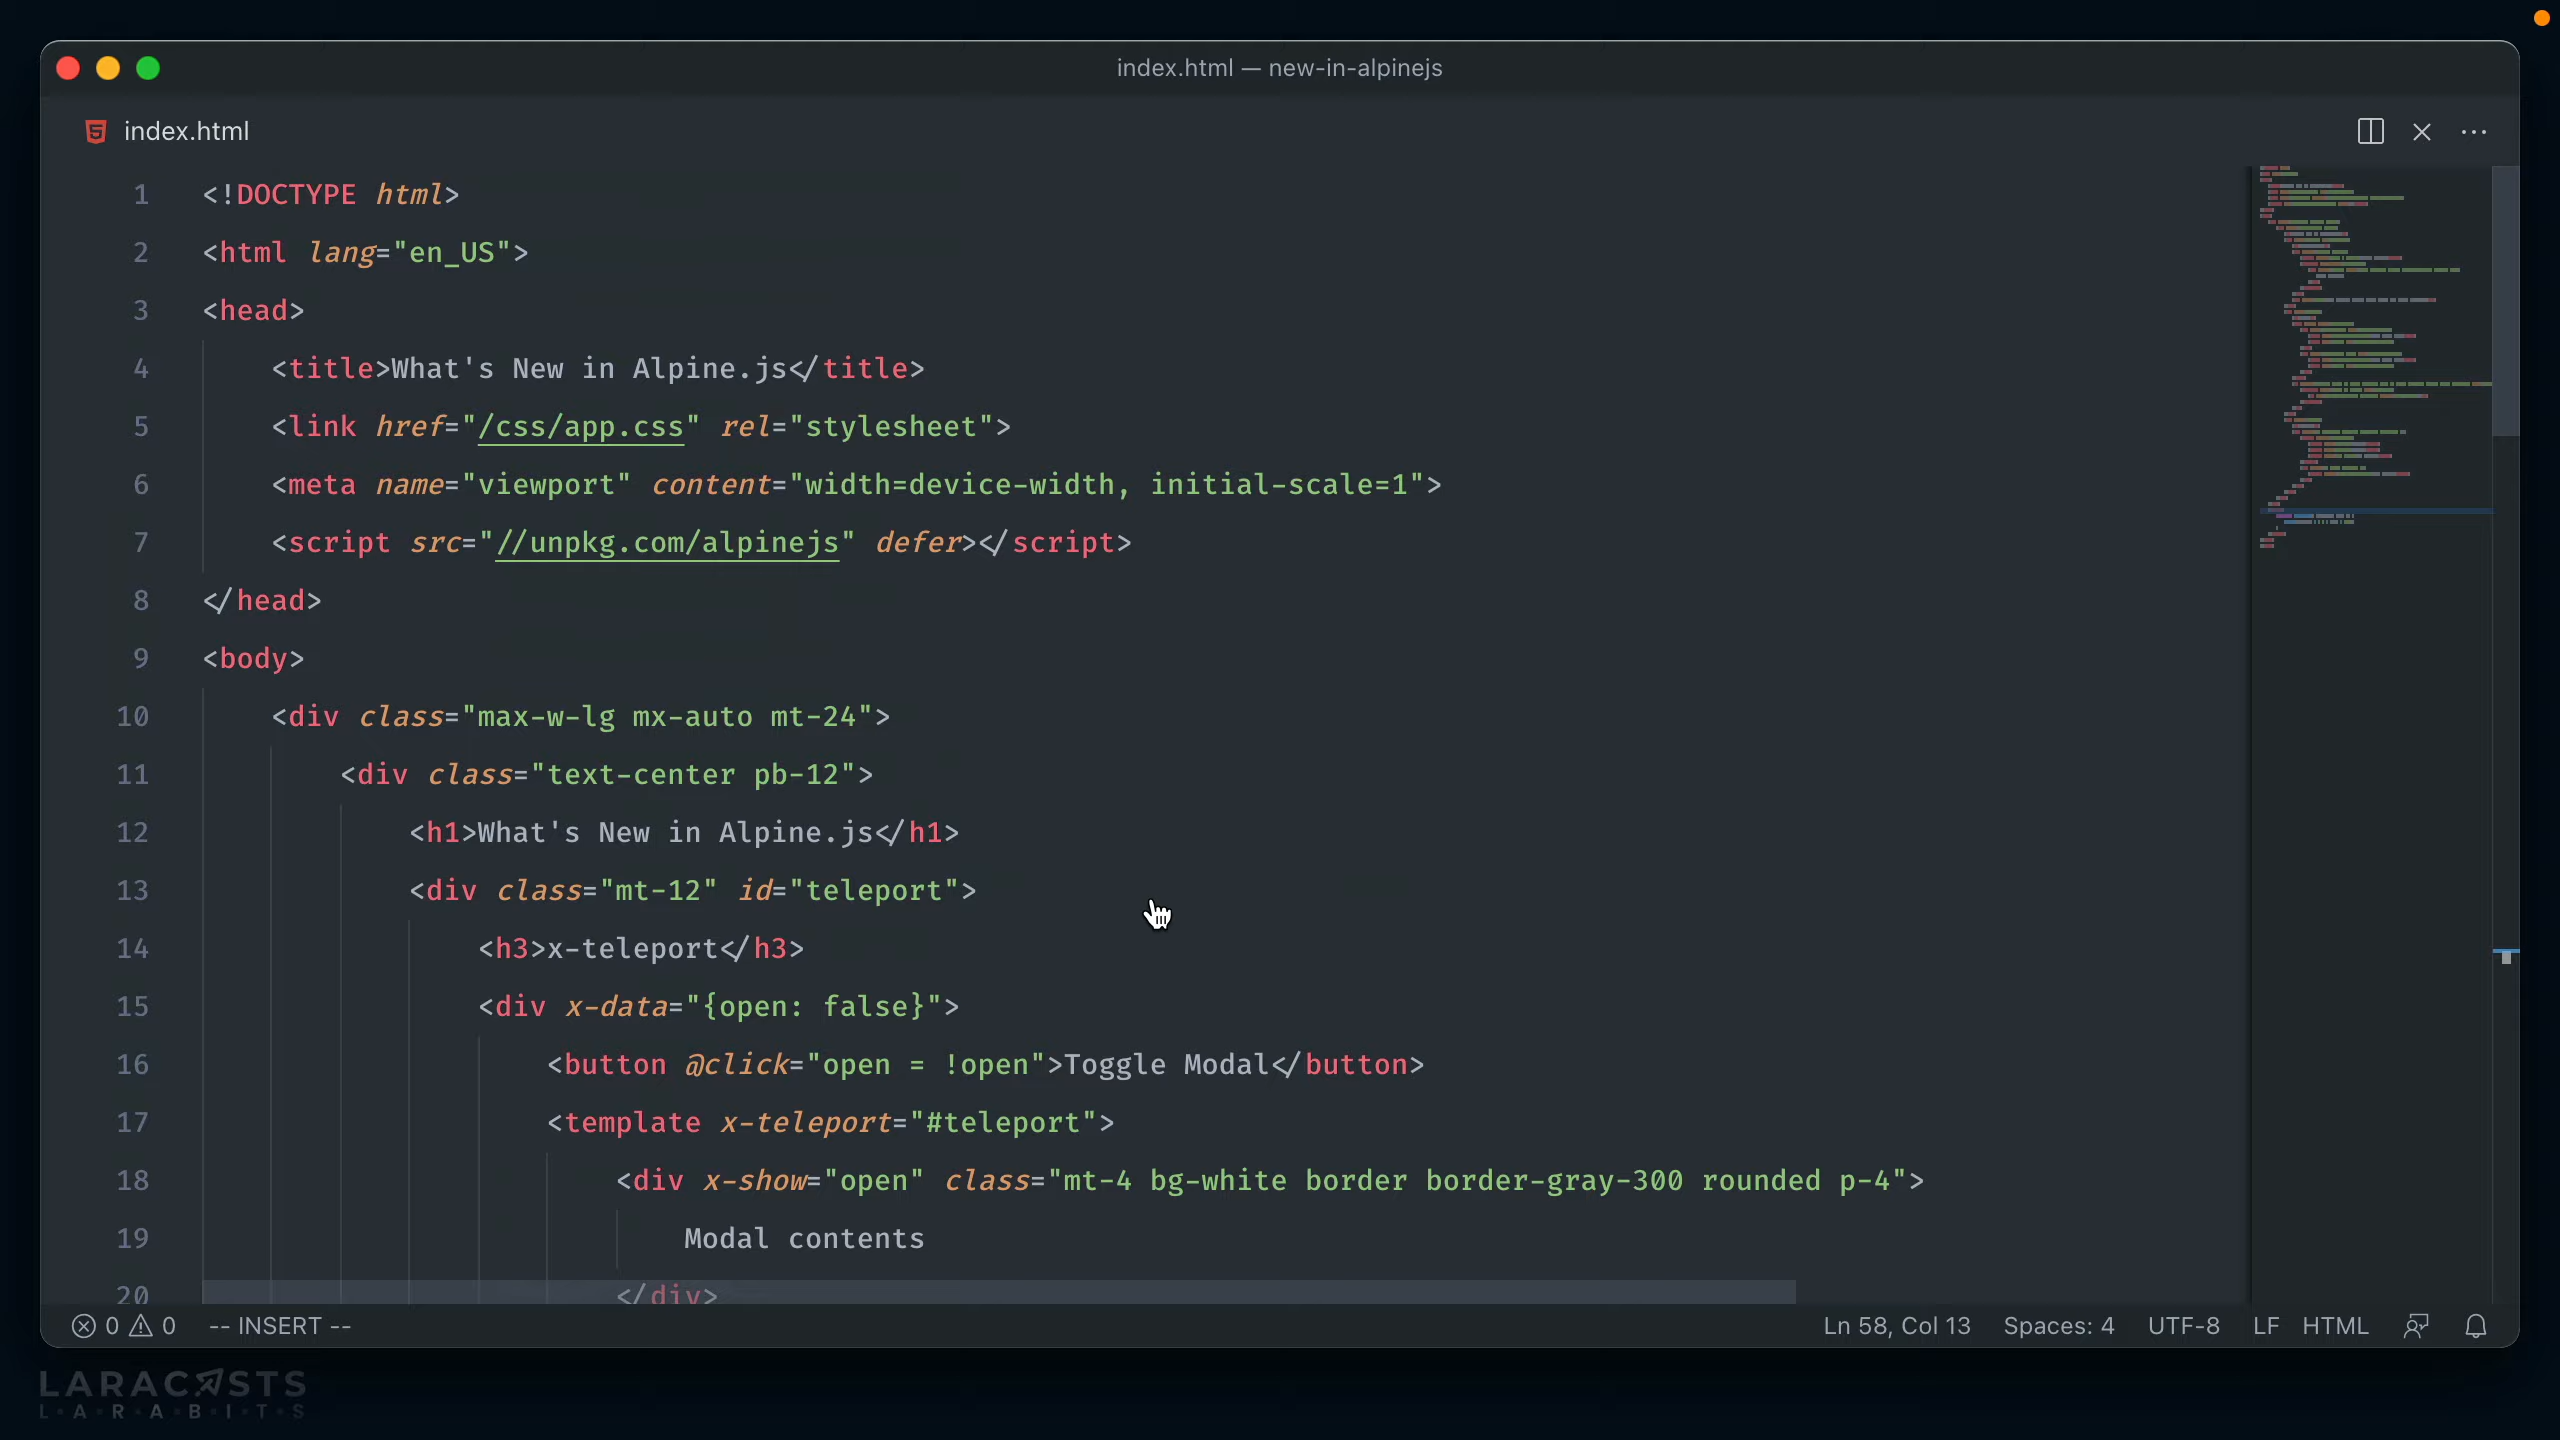 index.html — new-in-alpinejs
index.html
1 <!DOCTYPE html>
2 <html lang="en_US">
3 <head>
4     <title>What's New in Alpine.js</title>
5     <link href="/css/app.css" rel="stylesheet">
6     <meta name="viewport" content="width=device-width, initial-scale=1">
7     <script src="//unpkg.com/alpinejs" defer></script>
8 </head>
9 <body>
10     <div class="max-w-lg mx-auto mt-24">
11         <div class="text-center pb-12">
12             <h1>What's New in Alpine.js</h1>
13             <div class="mt-12" id="teleport">
14                 <h3>x-teleport</h3>
15                 <div x-data="{open: false}">
16                     <button @click="open = !open">Toggle Modal</button>
17                     <template x-teleport="#teleport">
18                         <div x-show="open" class="mt-4 bg-white border border-gray-300 rounded p-4">
19                             Modal contents
20                         </div>
0 0 -- INSERT -- Ln 58, Col 13 Spaces: 4 UTF-8 LF HTML
LARACASTS
L·A·R·A·B·I·T·S